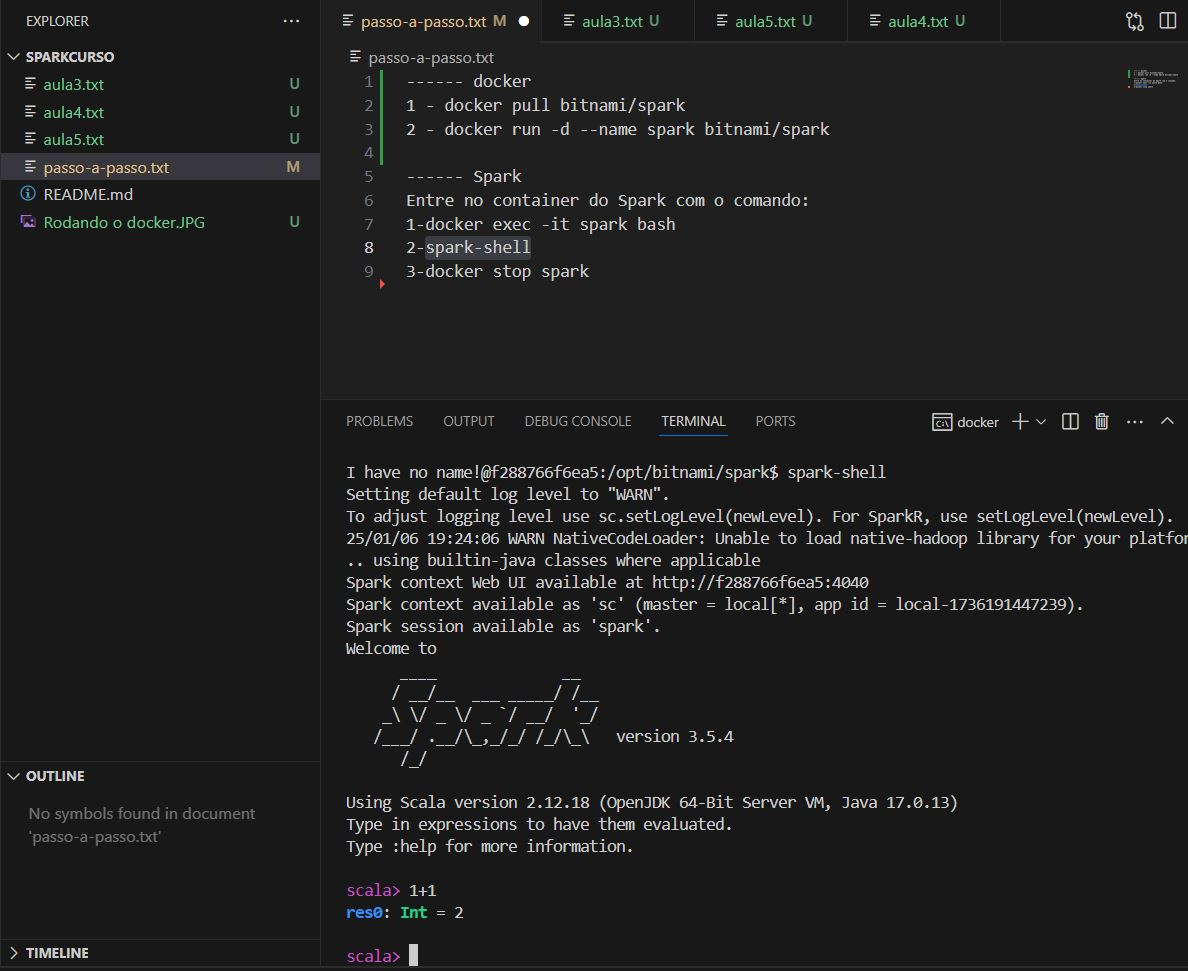 EXPLORER
SPARKCURSO
aula3.txt U
aula4.txt U
aula5.txt U
passo-a-passo.txt M
README.md
Rodando o docker.JPG U
OUTLINE
No symbols found in document
'passo-a-passo.txt'
TIMELINE
passo-a-passo.txt M
aula3.txt U
aula5.txt U
aula4.txt U
passo-a-passo.txt
1 ------ docker
2 1 - docker pull bitnami/spark
3 2 - docker run -d --name spark bitnami/spark
4
5 ------ Spark
6 Entre no container do Spark com o comando:
7 1-docker exec -it spark bash
8 2-spark-shell
9 3-docker stop spark
PROBLEMS OUTPUT DEBUG CONSOLE TERMINAL PORTS
docker
I have no name!@f288766f6ea5:/opt/bitnami/spark$ spark-shell
Setting default log level to "WARN".
To adjust logging level use sc.setLogLevel(newLevel). For SparkR, use setLogLevel(newLevel).
25/01/06 19:24:06 WARN NativeCodeLoader: Unable to load native-hadoop library for your platfor
.. using builtin-java classes where applicable
Spark context Web UI available at http://f288766f6ea5:4040
Spark context available as 'sc' (master = local[*], app id = local-1736191447239).
Spark session available as 'spark'.
Welcome to
      ____              __
     / __/__  ___ _____/ /__
    _\ \/ _ \/ _ `/ __/  '_/
   /___/ .__/\_,_/_/ /_/\_\   version 3.5.4
      /_/
Using Scala version 2.12.18 (OpenJDK 64-Bit Server VM, Java 17.0.13)
Type in expressions to have them evaluated.
Type :help for more information.
scala> 1+1
res0: Int = 2
scala>